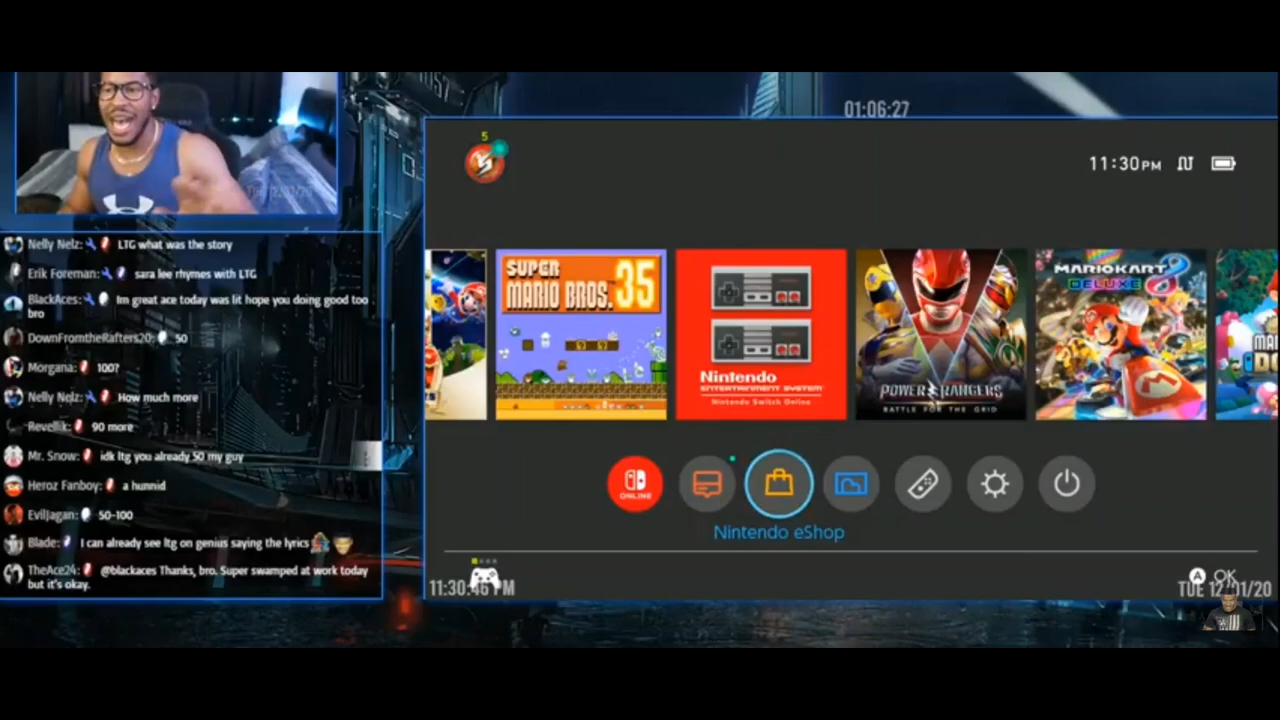 01:06:27
5
11:30PM
TUE 12/01/20
Nelly Nelz: LTG what was the story
Erik Foreman: sara lee rhymes with LTG
BlackAces: Im great ace today was lit hope you doing good too
bro
DownFromtheRafters20: 50
Morgana: 100?
Nelly Nelz: How much more
Revellik: 90 more
Mr. Snow: idk ltg you already 50 my guy
Heroz Fanboy: a hunnid
EvilJagan: 50-100
Blade: I can already see ltg on genius saying the lyrics
TheAce24: @blackaces Thanks, bro. Super swamped at work today
but it's okay.
SUPER
MARIO BROS. 35
Nintendo
ENTERTAINMENT SYSTEM
Nintendo Switch Online
POWER RANGERS
BATTLE FOR THE GRID
MARIOKART 8
DELUXE
ONLINE
Nintendo eShop
11:30:46 PM
A OK
TUE 12/01/20